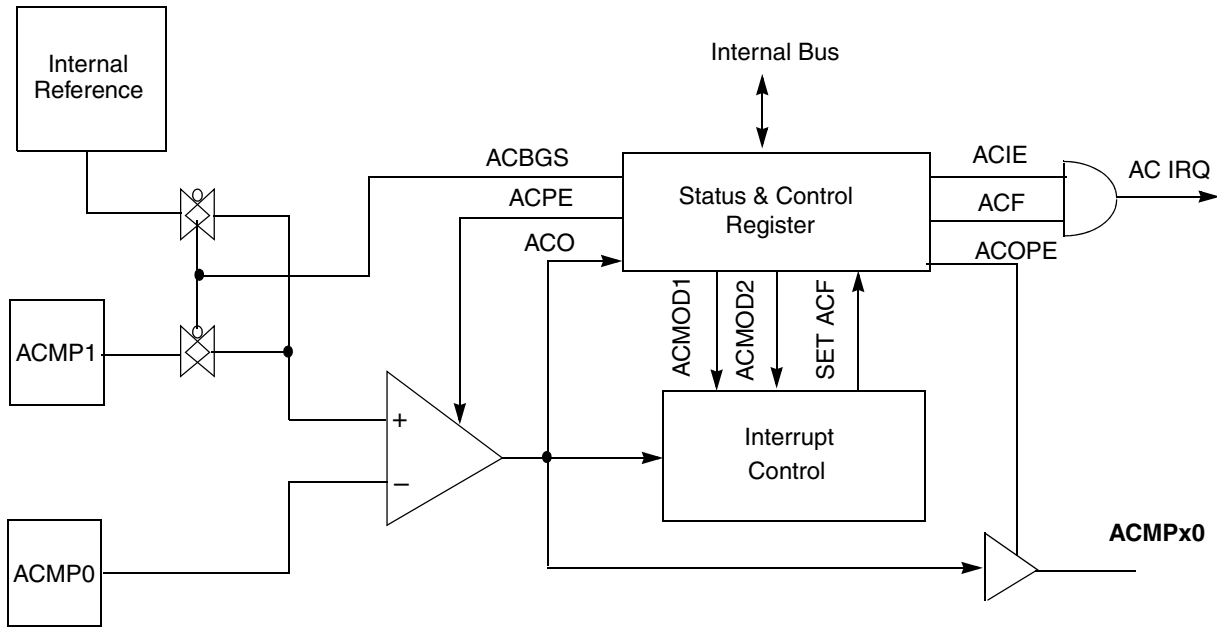 Internal
Reference
Internal Bus
ACBGS
ACPE
ACO
Status & Control
Register
ACIE
ACF
ACOPE
AC IRQ
ACMP1
ACMOD1
ACMOD2
SET ACF
+
–
Interrupt
Control
ACMP0
ACMPx0